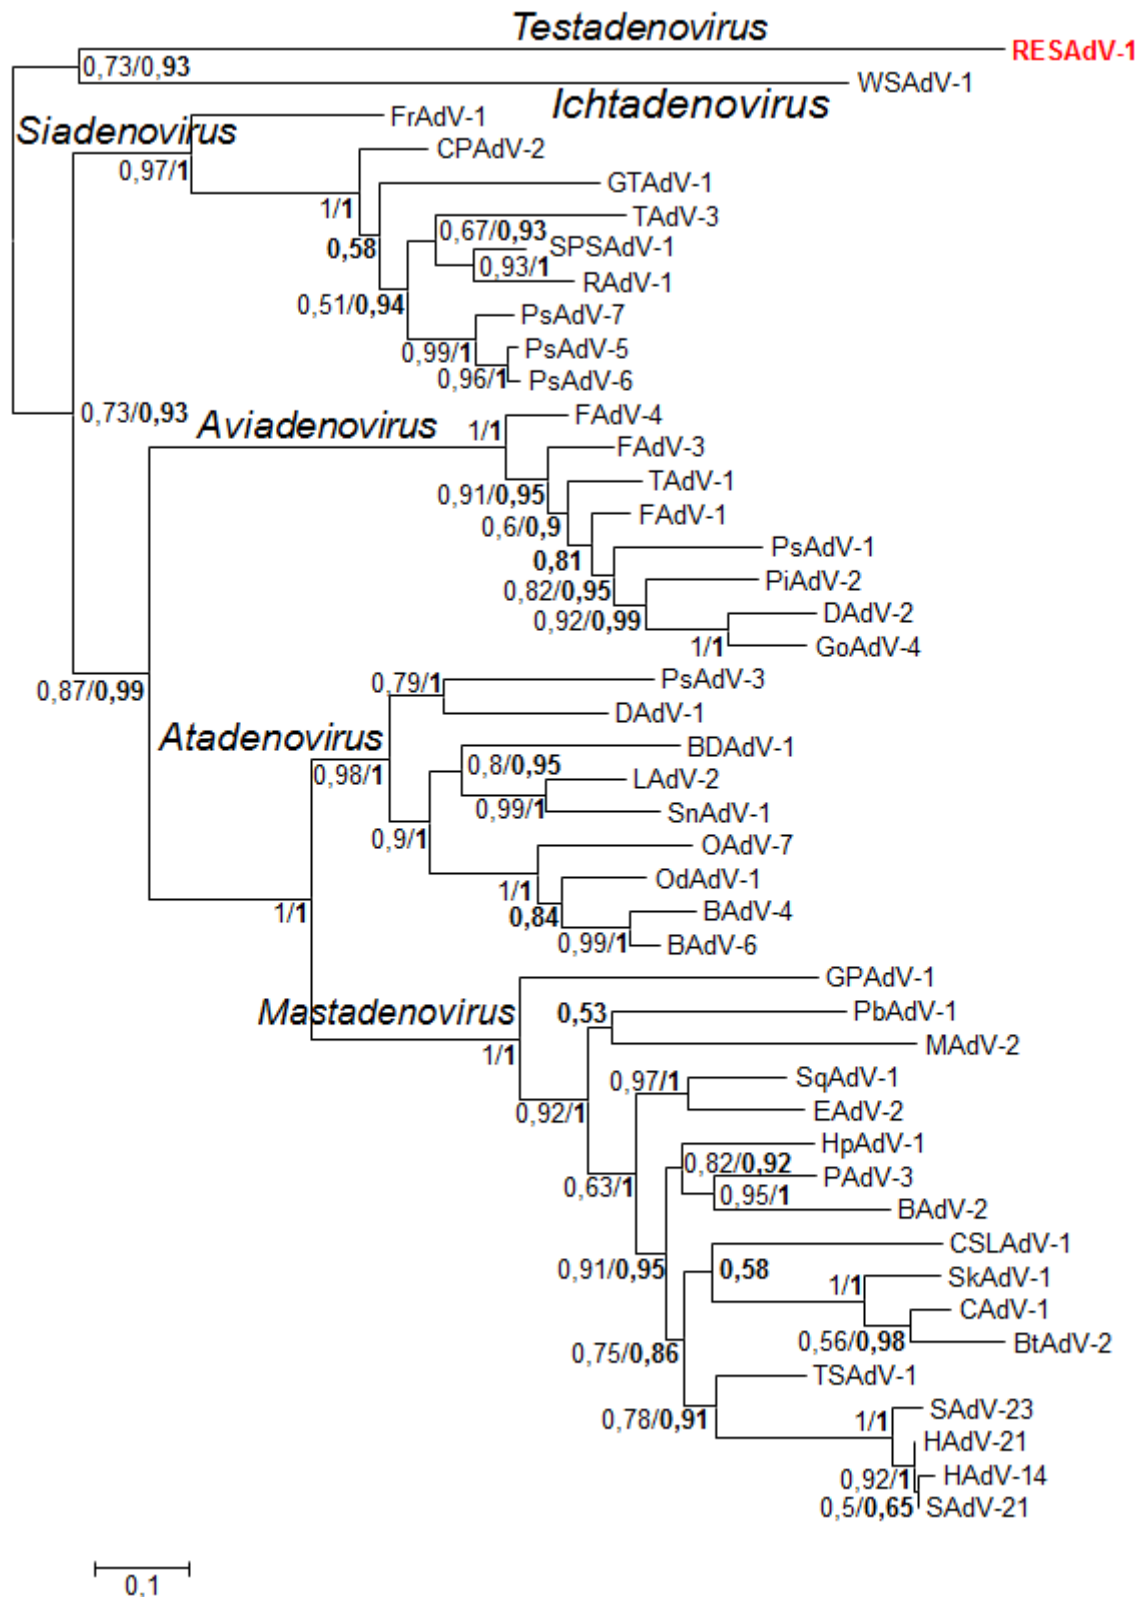 Testadenovirus
RESAdV-1
0,73/0,93
WSAdV-1
Ichtadenovirus
Siadenovirus
FrAdV-1
0,97/1
CPAdV-2
GTAdV-1
1/1
TAdV-3
0,67/0,93
0,58
SPSAdV-1
0,93/1
RAdV-1
0,51/0,94
PsAdV-7
0,99/1
PsAdV-5
0,96/1
PsAdV-6
0,73/0,93
Aviadenovirus
1/1
FAdV-4
FAdV-3
TAdV-1
0,91/0,95
FAdV-1
0,6/0,9
PsAdV-1
0,81
PiAdV-2
0,82/0,95
DAdV-2
0,92/0,99
1/1
GoAdV-4
0,87/0,99
0,79/1
PsAdV-3
DAdV-1
Atadenovirus
BDAdV-1
0,8/0,95
0,98/1
LAdV-2
0,99/1
SnAdV-1
0,9/1
OAdV-7
OdAdV-1
1/1
BAdV-4
1/1
0,84
0,99/1
BAdV-6
GPAdV-1
Mastadenovirus
0,53
PbAdV-1
MAdV-2
1/1
0,97/1
SqAdV-1
EAdV-2
0,92/1
HpAdV-1
0,82/0,92
PAdV-3
0,63/1
0,95/1
BAdV-2
CSLAdV-1
0,91/0,95
0,58
SkAdV-1
1/1
CAdV-1
0,56/0,98
BtAdV-2
0,75/0,86
TSAdV-1
SAdV-23
0,78/0,91
1/1
HAdV-21
0,92/1
HAdV-14
0,5/0,65
SAdV-21
0,1